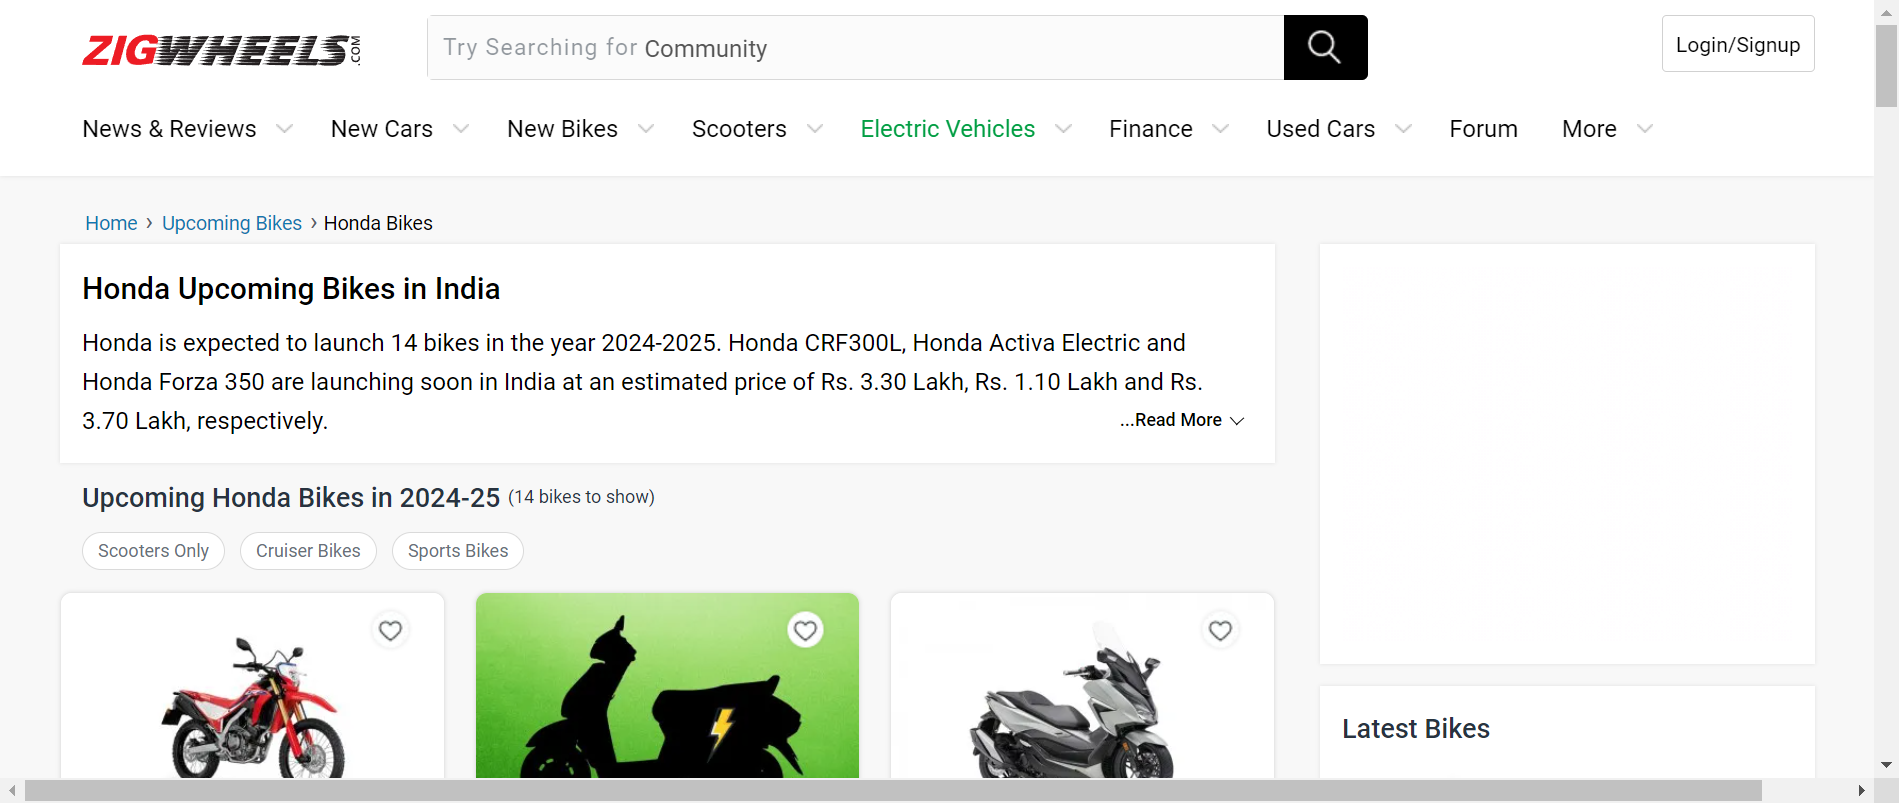 ZIGWHEELS.COM
Try Searching for Community
Login/Signup
News & Reviews New Cars New Bikes Scooters Electric Vehicles Finance Used Cars Forum More
Home › Upcoming Bikes › Honda Bikes
Honda Upcoming Bikes in India
Honda is expected to launch 14 bikes in the year 2024-2025. Honda CRF300L, Honda Activa Electric and
Honda Forza 350 are launching soon in India at an estimated price of Rs. 3.30 Lakh, Rs. 1.10 Lakh and Rs.
3.70 Lakh, respectively.
...Read More
Upcoming Honda Bikes in 2024-25 (14 bikes to show)
Scooters Only Cruiser Bikes Sports Bikes
Latest Bikes